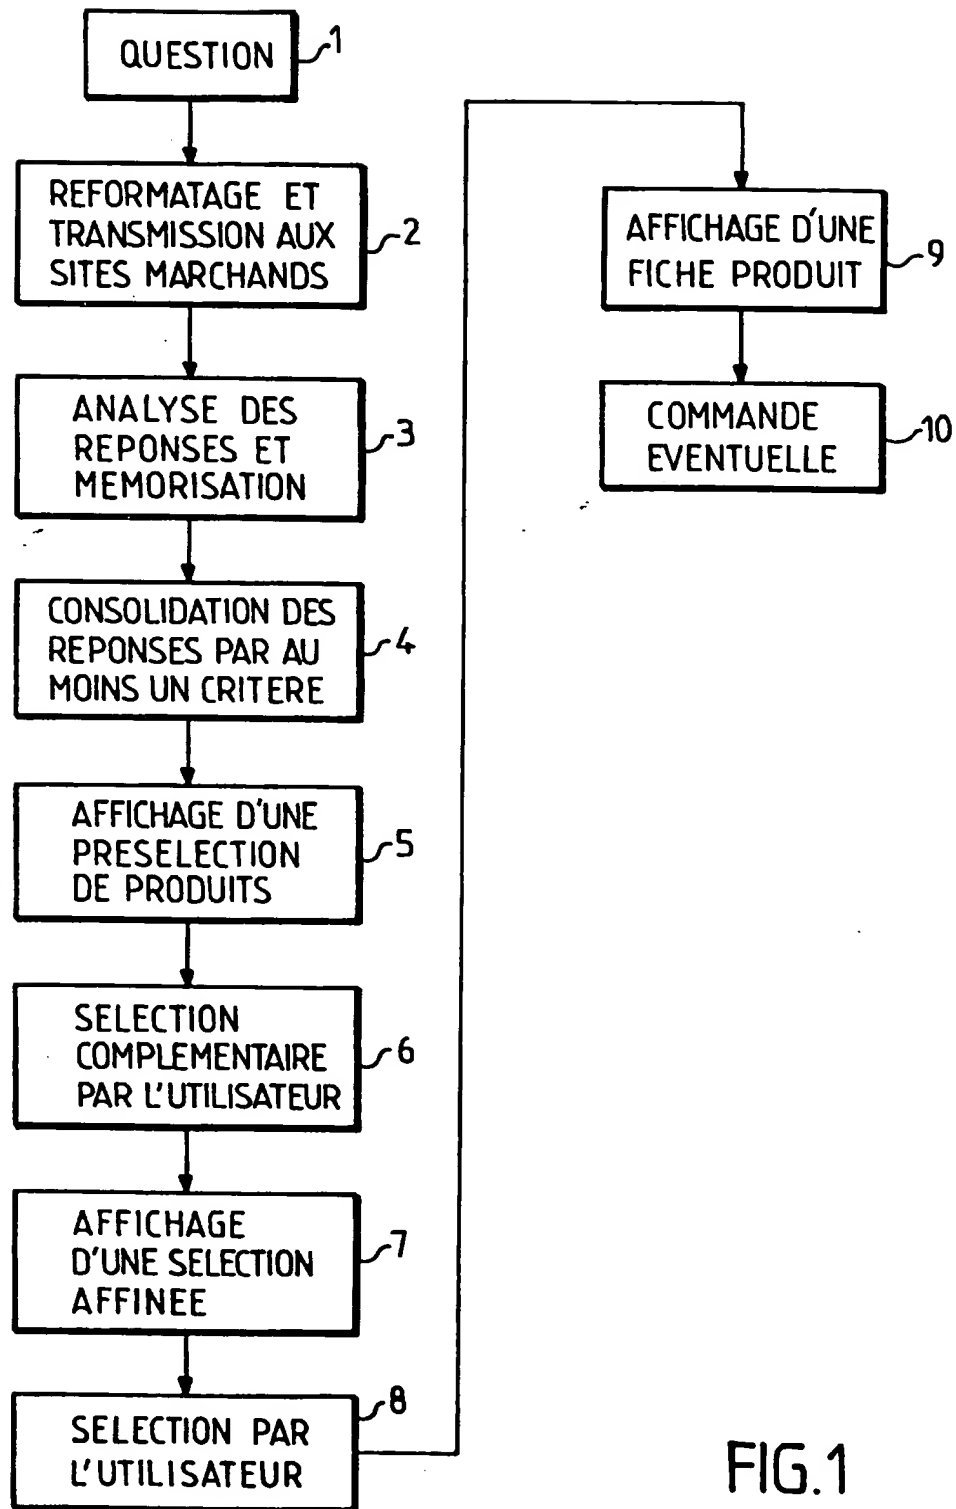 QUESTION
1
REFORMATAGE ET
TRANSMISSION AUX
SITES MARCHANDS
2
ANALYSE DES
REPONSES ET
MEMORISATION
3
CONSOLIDATION DES
REPONSES PAR AU
MOINS UN CRITERE
4
AFFICHAGE D'UNE
PRESELECTION
DE PRODUITS
5
SELECTION
COMPLEMENTAIRE
PAR L'UTILISATEUR
6
AFFICHAGE
D'UNE SELECTION
AFFINEE
7
SELECTION PAR
L'UTILISATEUR
8
AFFICHAGE D'UNE
FICHE PRODUIT
9
COMMANDE
EVENTUELLE
10
FIG.1